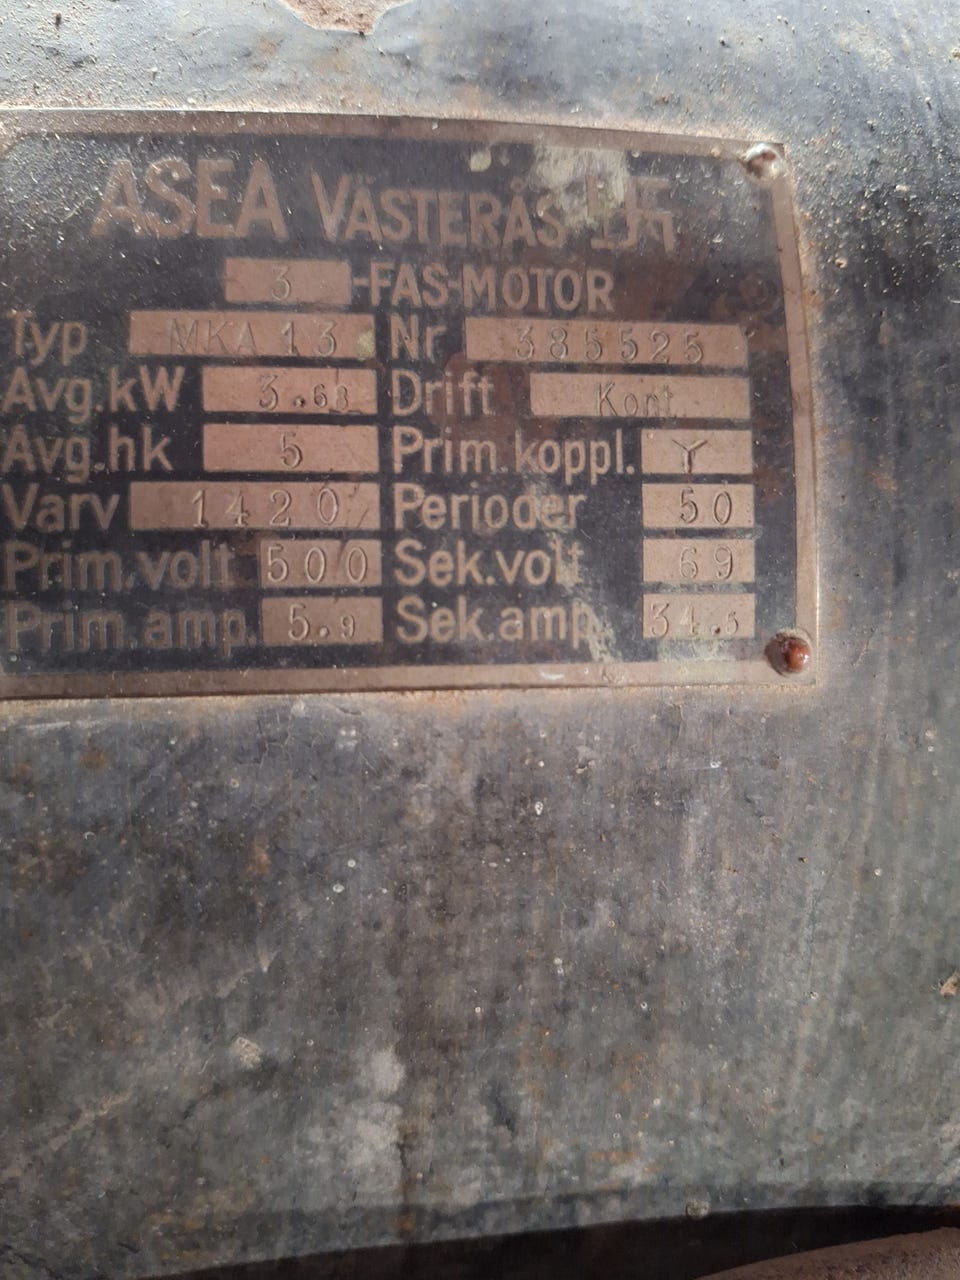 ASEA VÄSTERÅS
3 -FAS-MOTOR
Typ MKA 13 Nr 385525
Avg.kW 3.68 Drift Kont.
Avg.hk 5 Prim.koppl. Y
Varv 1420 Perioder 50
Prim.volt 500 Sek.volt 69
Prim.amp. 5.9 Sek.amp. 34.5